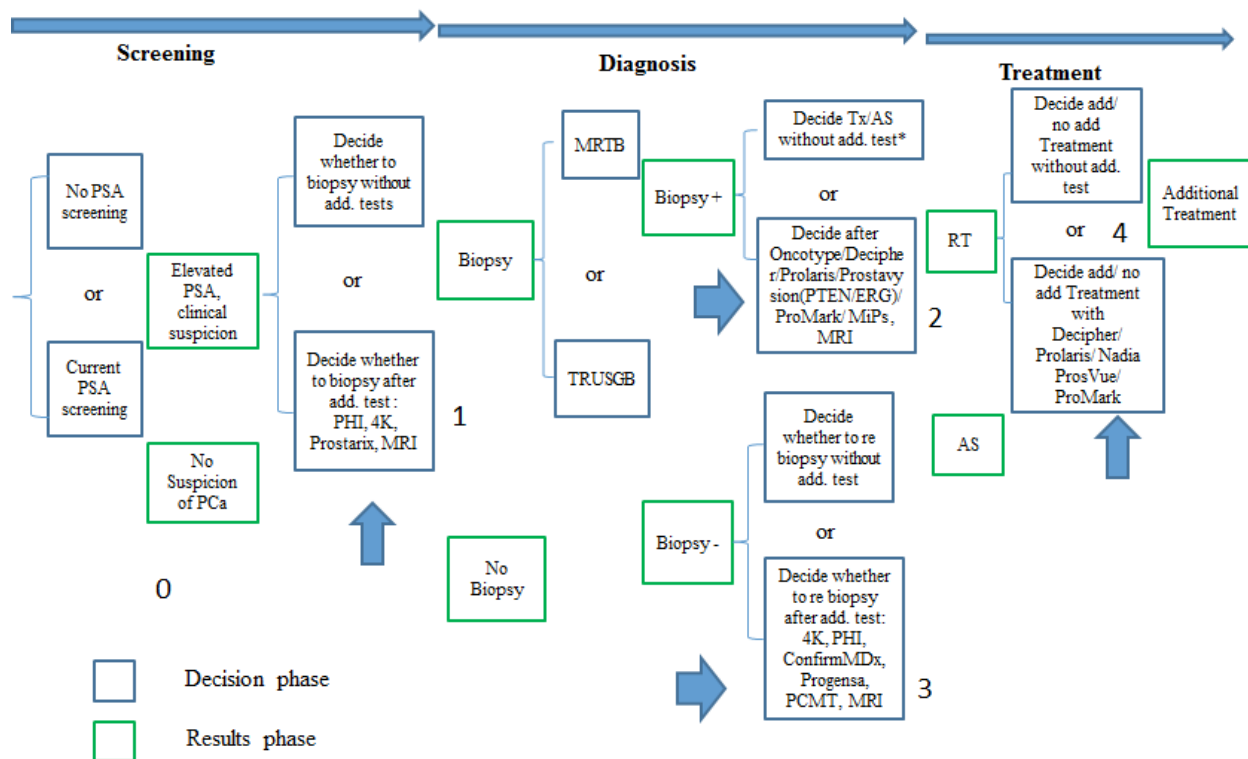 Screening
Diagnosis
Treatment
No PSA
screening
or
Current
PSA
screening
Elevated
PSA,
clinical
suspicion
No
Suspicion
of PCa
0
Decide
whether to
biopsy without
add. tests
or
Decide whether
to biopsy after
add. test :
PHI, 4K,
Prostarix, MRI
1
Biopsy
No
Biopsy
MRTB
or
TRUSGB
Biopsy +
Decide Tx/AS
without add. test*
or
Decide after
Oncotype/Deciphe
r/Prolaris/Prostavy
sion(PTEN/ERG)/
ProMark/ MiPs,
MRI
2
Biopsy -
Decide
whether to re
biopsy without
add. test
or
Decide whether
to re biopsy
after add. test:
4K, PHI,
ConfirmMDx,
Progensa,
PCMT, MRI
3
RT
AS
Decide add/
no add
Treatment
without add.
test
or
4
Decide add/ no
add Treatment
with
Decipher/
Prolaris/ Nadia
ProsVue/
ProMark
Additional
Treatment
Decision phase
Results phase